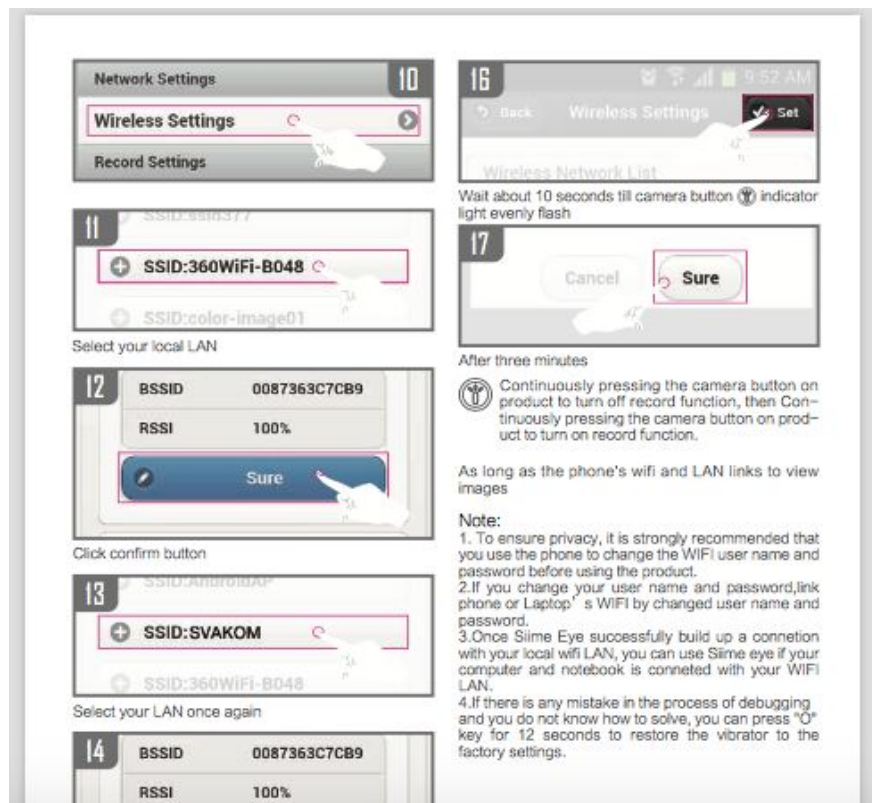 10
Network Settings
Wireless Settings
Record Settings
11
SSID:ssid377
SSID:360WiFi-B048
SSID:color-image01
Select your local LAN
12
BSSID 0087363C7CB9
RSSI 100%
Sure
Click confirm button
13
SSID:AndroidAP
SSID:SVAKOM
SSID:360WiFi-B048
Select your LAN once again
14
BSSID 0087363C7CB9
RSSI 100%
16
9:52 AM
Back Wireless Settings Set
Wireless Network List
Wait about 10 seconds till camera button indicator
light evenly flash
17
Cancel Sure
After three minutes
Continuously pressing the camera button on
product to turn off record function, then Con-
tinuously pressing the camera button on prod-
uct to turn on record function.
As long as the phone's wifi and LAN links to view
images
Note:
1. To ensure privacy, it is strongly recommended that
you use the phone to change the WIFI user name and
password before using the product.
2.If you change your user name and password,link
phone or Laptop's WIFI by changed user name and
password.
3.Once Siime Eye successfully build up a connetion
with your local wifi LAN, you can use Siime eye if your
computer and notebook is conneted with your WIFI
LAN.
4.If there is any mistake in the process of debugging
and you do not know how to solve, you can press "O"
key for 12 seconds to restore the vibrator to the
factory settings.